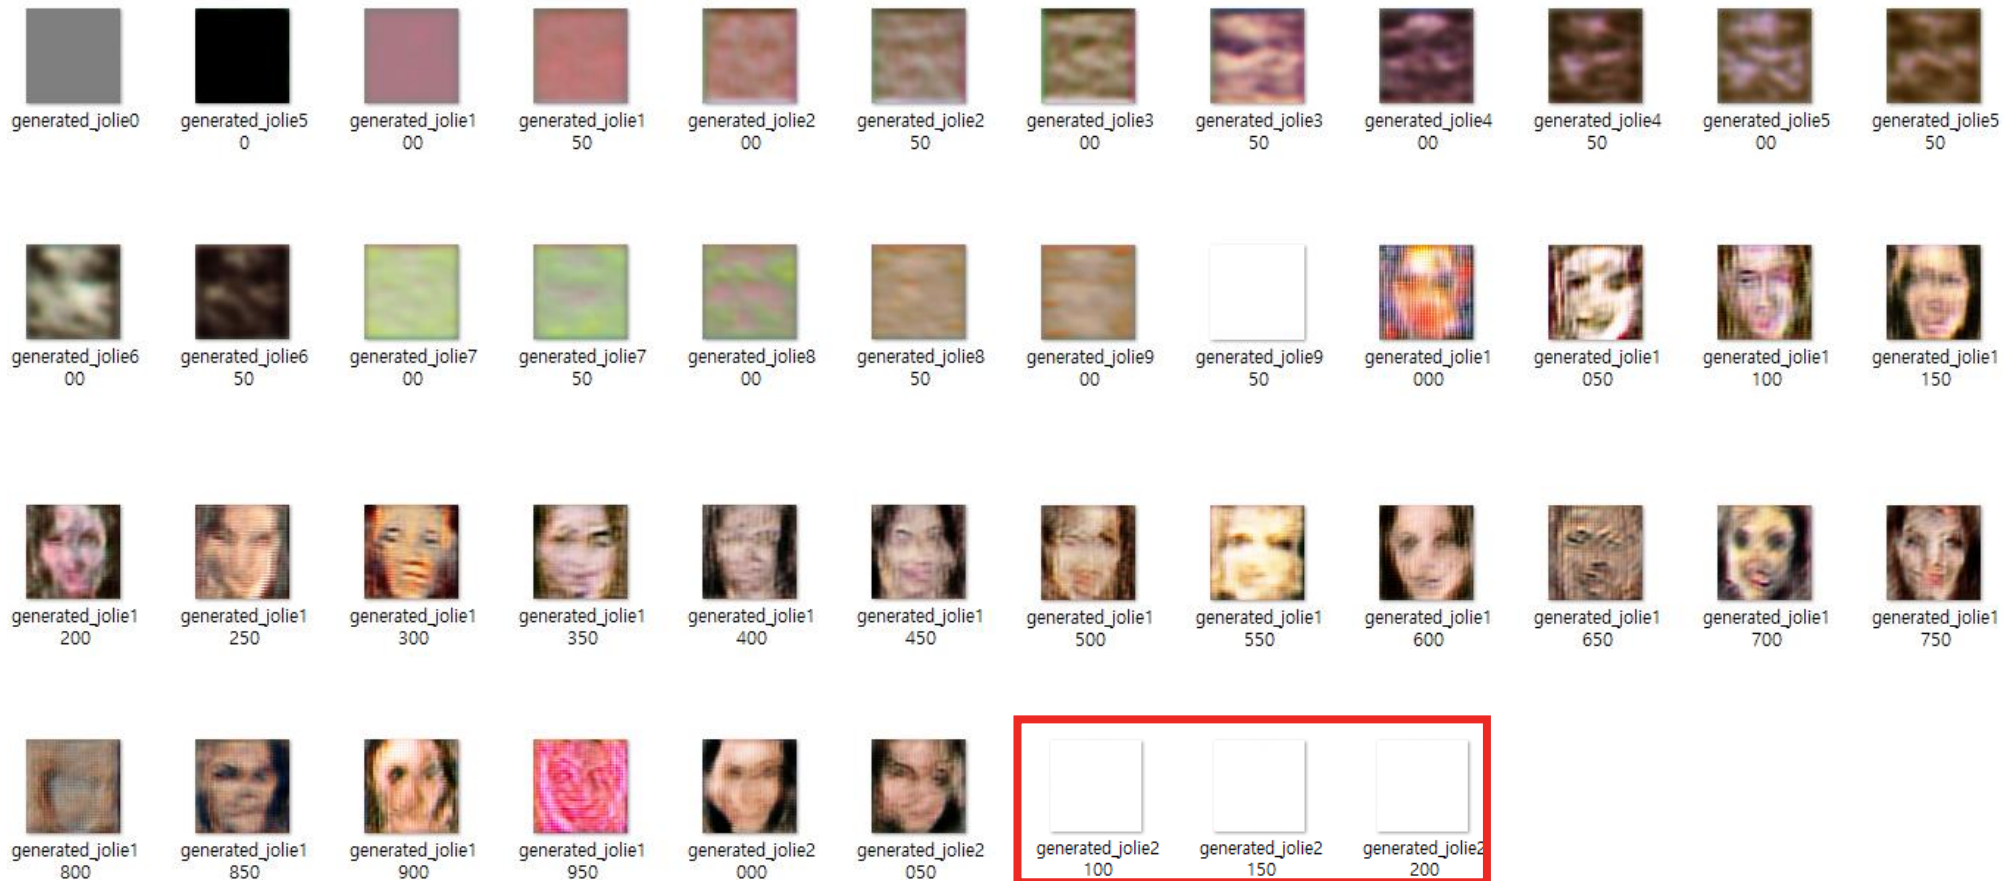 generated_jolie0
generated_jolie5
0
generated_jolie1
00
generated_jolie1
50
generated_jolie2
00
generated_jolie2
50
generated_jolie3
00
generated_jolie3
50
generated_jolie4
00
generated_jolie4
50
generated_jolie5
00
generated_jolie5
50
generated_jolie6
00
generated_jolie6
50
generated_jolie7
00
generated_jolie7
50
generated_jolie8
00
generated_jolie8
50
generated_jolie9
00
generated_jolie9
50
generated_jolie1
000
generated_jolie1
050
generated_jolie1
100
generated_jolie1
150
generated_jolie1
200
generated_jolie1
250
generated_jolie1
300
generated_jolie1
350
generated_jolie1
400
generated_jolie1
450
generated_jolie1
500
generated_jolie1
550
generated_jolie1
600
generated_jolie1
650
generated_jolie1
700
generated_jolie1
750
generated_jolie1
800
generated_jolie1
850
generated_jolie1
900
generated_jolie1
950
generated_jolie2
000
generated_jolie2
050
generated_jolie2
100
generated_jolie2
150
generated_jolie2
200